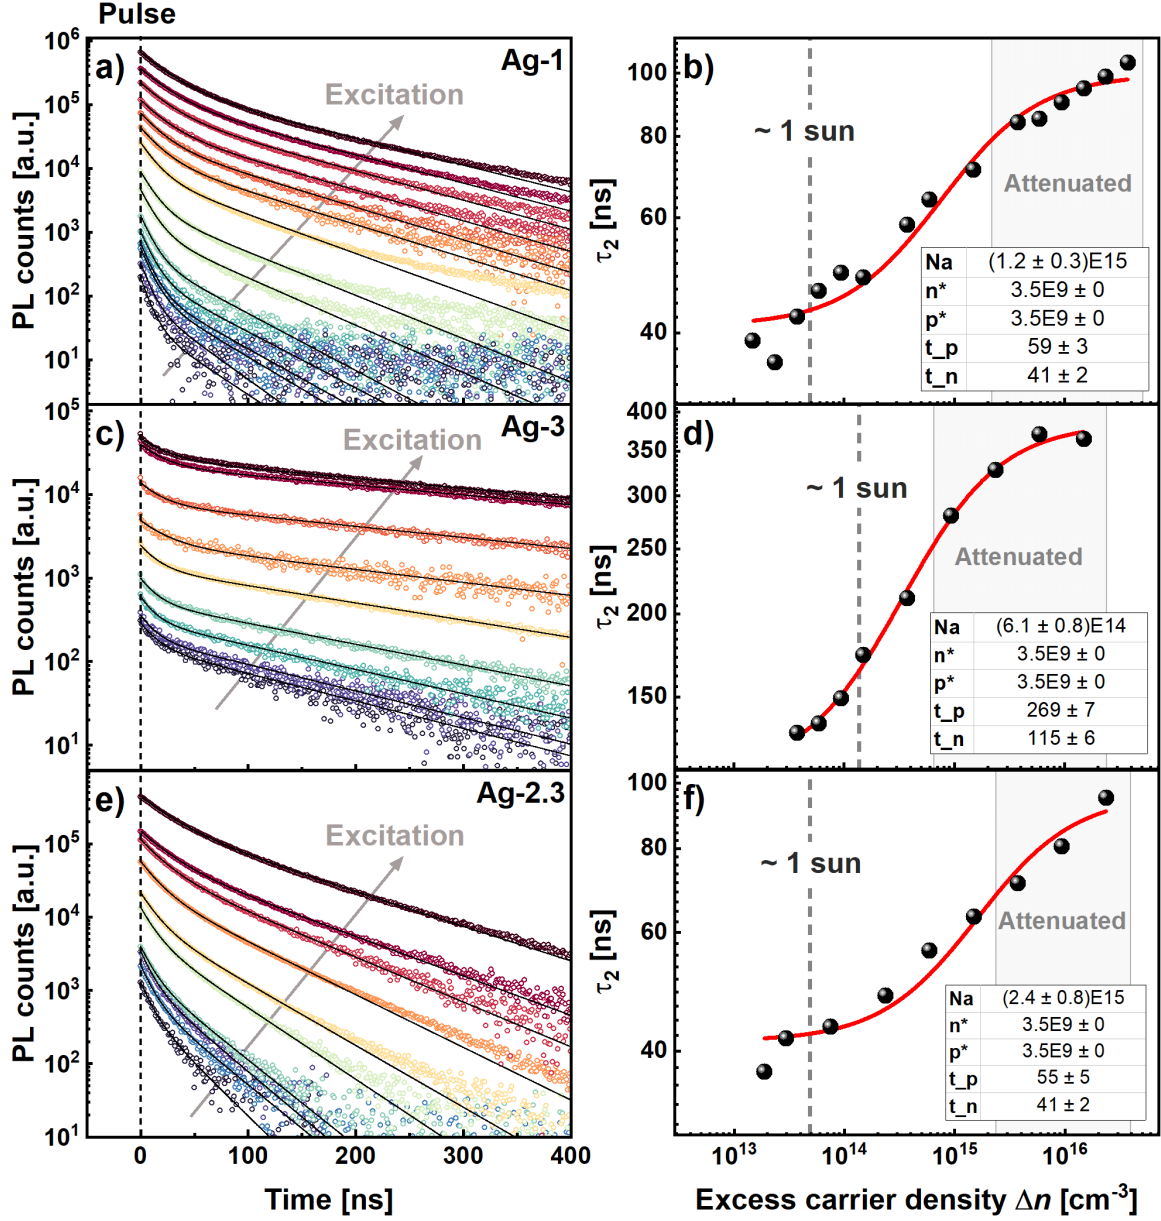 Pulse
a)
Ag-1
Excitation
PL counts [a.u.]
10^6
10^5
10^4
10^3
10^2
10^1
b)
~ 1 sun
Attenuated
τ_2 [ns]
100
80
60
40
Na (1.2 ± 0.3)E15
n* 3.5E9 ± 0
p* 3.5E9 ± 0
t_p 59 ± 3
t_n 41 ± 2
c)
Ag-3
Excitation
PL counts [a.u.]
10^5
10^4
10^3
10^2
10^1
d)
~ 1 sun
Attenuated
τ_2 [ns]
400
350
300
250
200
150
Na (6.1 ± 0.8)E14
n* 3.5E9 ± 0
p* 3.5E9 ± 0
t_p 269 ± 7
t_n 115 ± 6
e)
Ag-2.3
Excitation
PL counts [a.u.]
10^5
10^4
10^3
10^2
10^1
0 100 200 300 400
Time [ns]
f)
~ 1 sun
Attenuated
τ_2 [ns]
100
80
60
40
Na (2.4 ± 0.8)E15
n* 3.5E9 ± 0
p* 3.5E9 ± 0
t_p 55 ± 5
t_n 41 ± 2
10^13 10^14 10^15 10^16
Excess carrier density Δn [cm^-3]